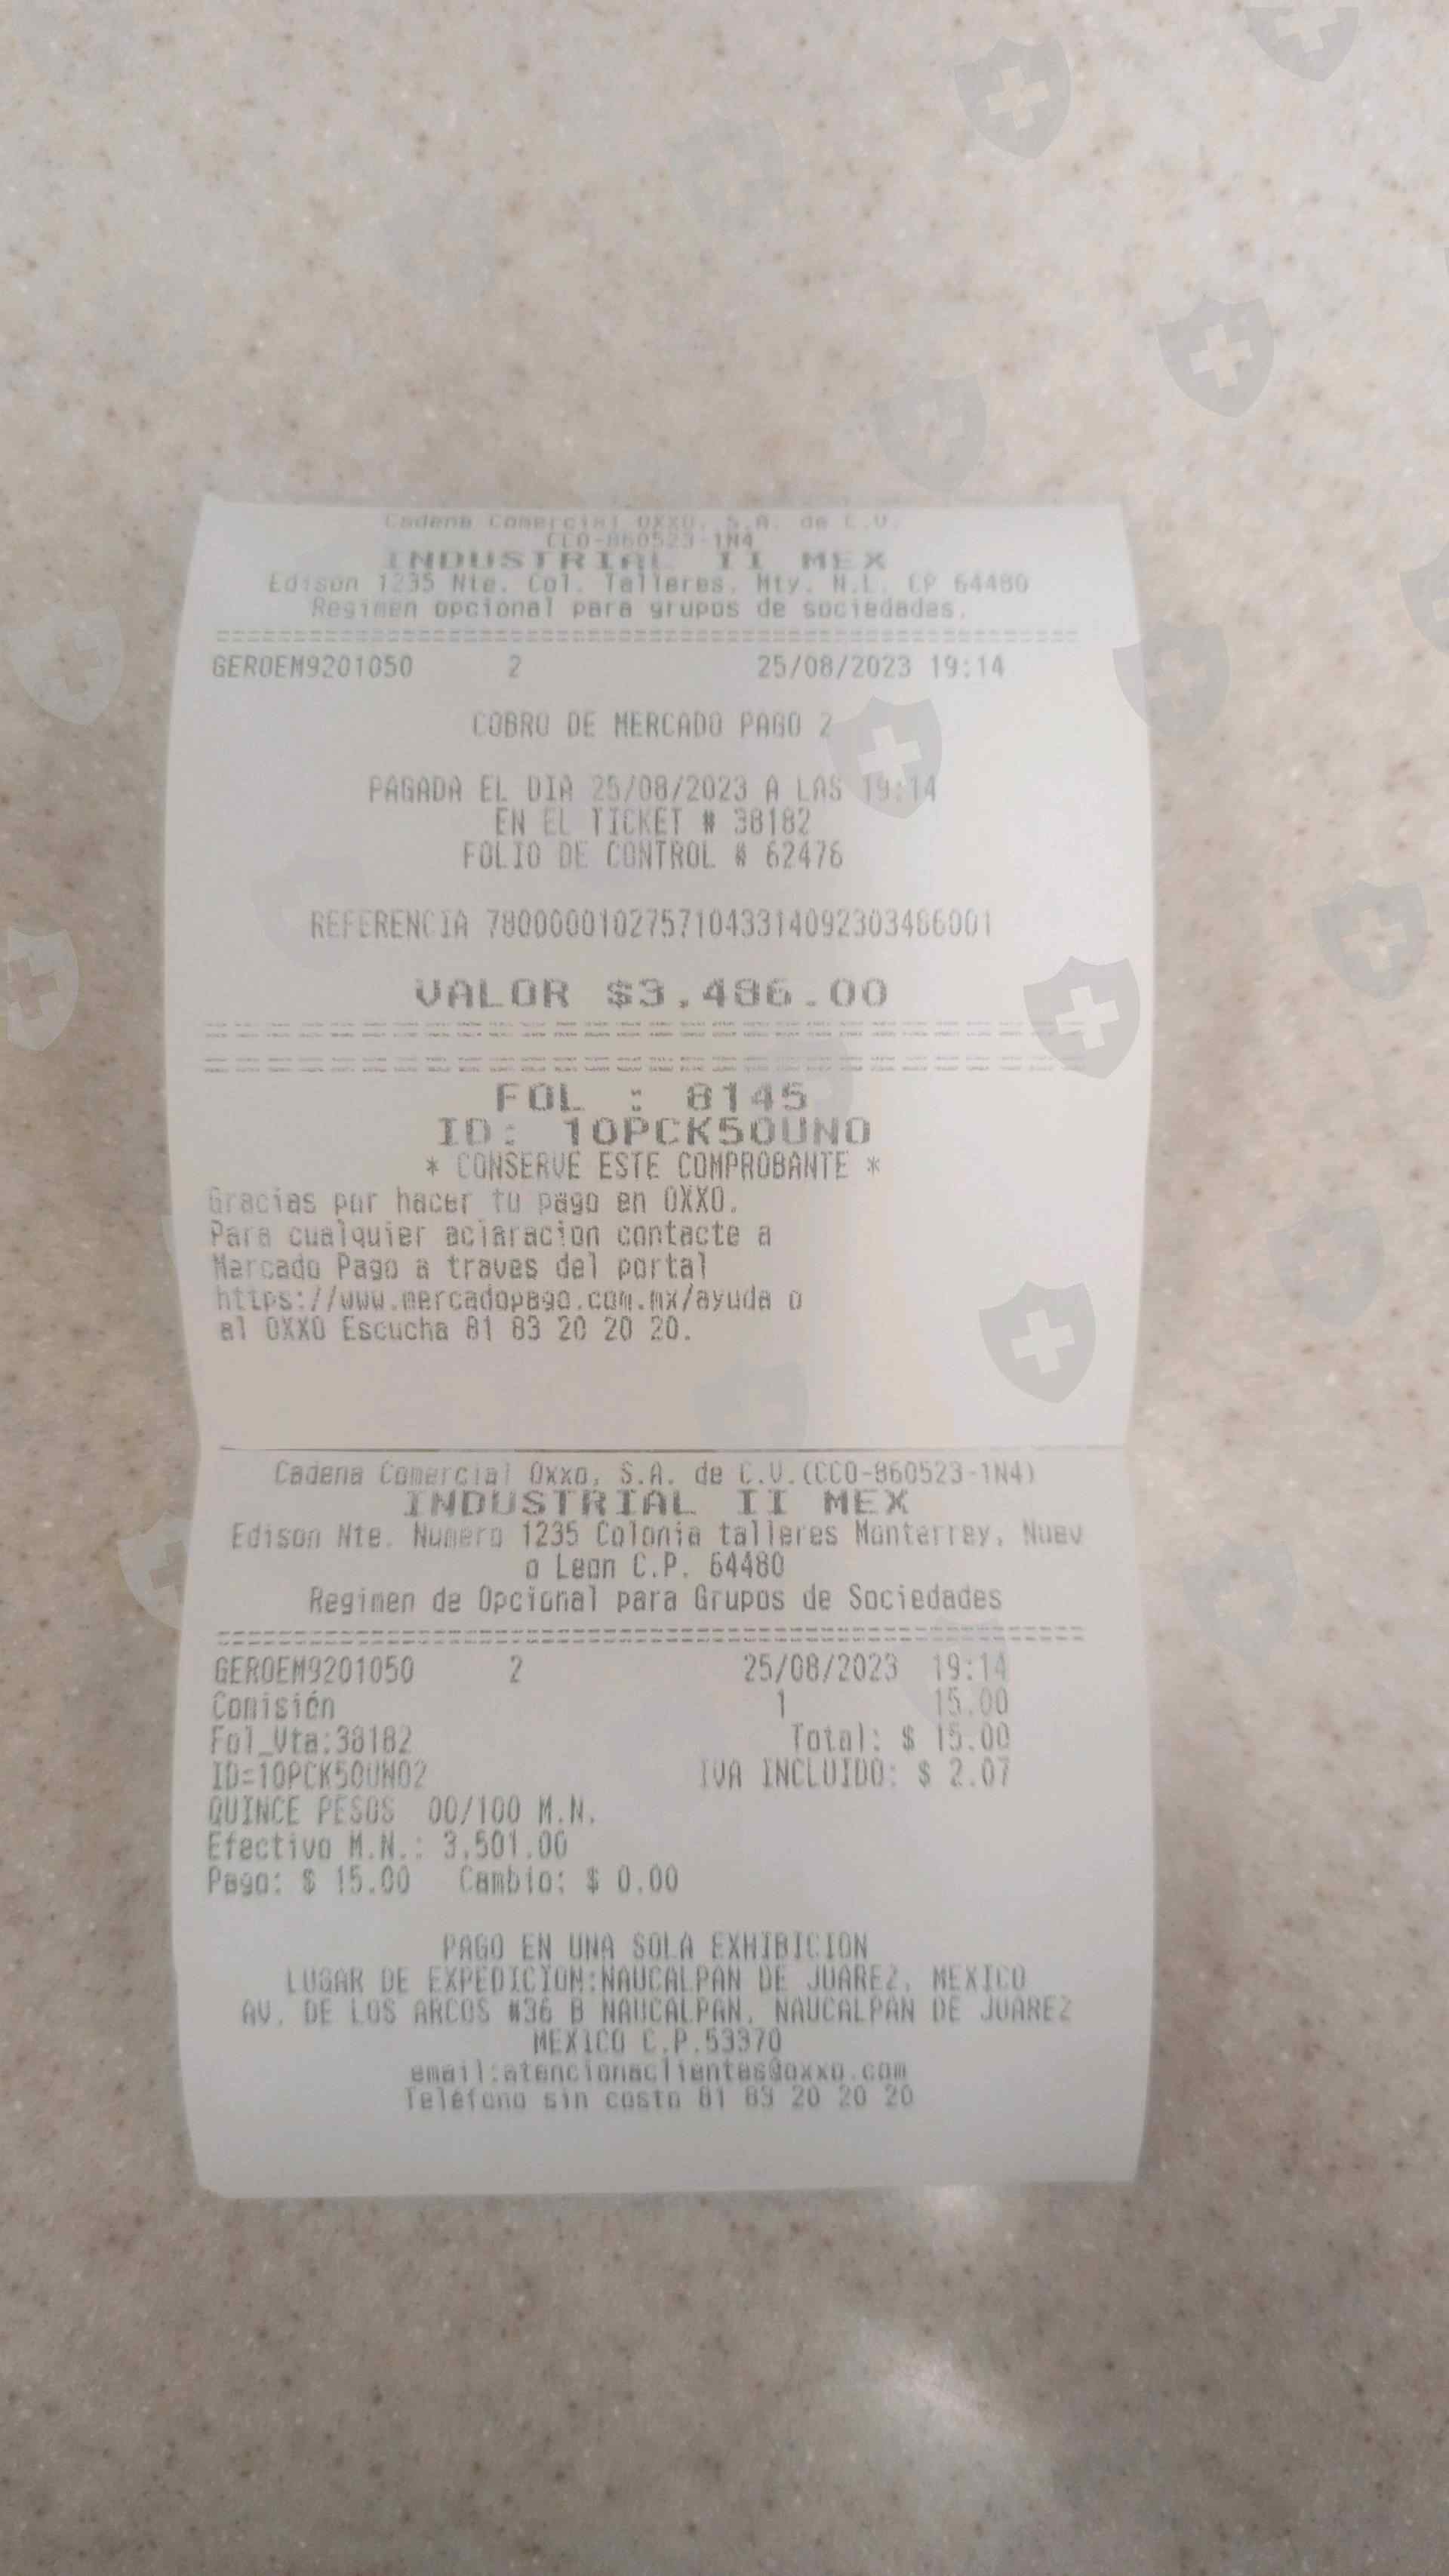 Cadena Comercial OXXO, S.A. de C.V.
CCO-860523-1N4
INDUSTRIAL II MEX
Edison 1235 Nte. Col. Talleres, Mty. N.L. CP 64480
Regimen opcional para grupos de sociedades.
GEROEM9201050 2 25/08/2023 19:14
COBRO DE MERCADO PAGO 2
PAGADA EL DIA 25/08/2023 A LAS 19:14
EN EL TICKET # 38182
FOLIO DE CONTROL # 62476
REFERENCIA 78000001027571043314092303486001
VALOR $3,486.00
FOL : 8145
ID: 10PCK50UNO
* CONSERVE ESTE COMPROBANTE *
Gracias por hacer tu pago en OXXO.
Para cualquier aclaracion contacte a
Mercado Pago a traves del portal
https://www.mercadopago.com.mx/ayuda o
al OXXO Escucha 81 83 20 20 20.
Cadena Comercial Oxxo, S.A. de C.V.(CCO-860523-1N4)
INDUSTRIAL II MEX
Edison Nte. Numero 1235 Colonia talleres Monterrey, Nuev
o Leon C.P. 64480
Regimen de Opcional para Grupos de Sociedades
GEROEM9201050 2 25/08/2023 19:14
Comisión 1 15.00
Fol_Vta:38182 Total: $ 15.00
ID=10PCK50UNO2 IVA INCLUIDO: $ 2.07
QUINCE PESOS 00/100 M.N.
Efectivo M.N.: 3,501.00
Pago: $ 15.00 Cambio: $ 0.00
PAGO EN UNA SOLA EXHIBICION
LUGAR DE EXPEDICION:NAUCALPAN DE JUAREZ, MEXICO
AV. DE LOS ARCOS #36 B NAUCALPAN, NAUCALPAN DE JUAREZ
MEXICO C.P.53370
email:atencionaclientes@oxxo.com
Teléfono sin costo 81 83 20 20 20